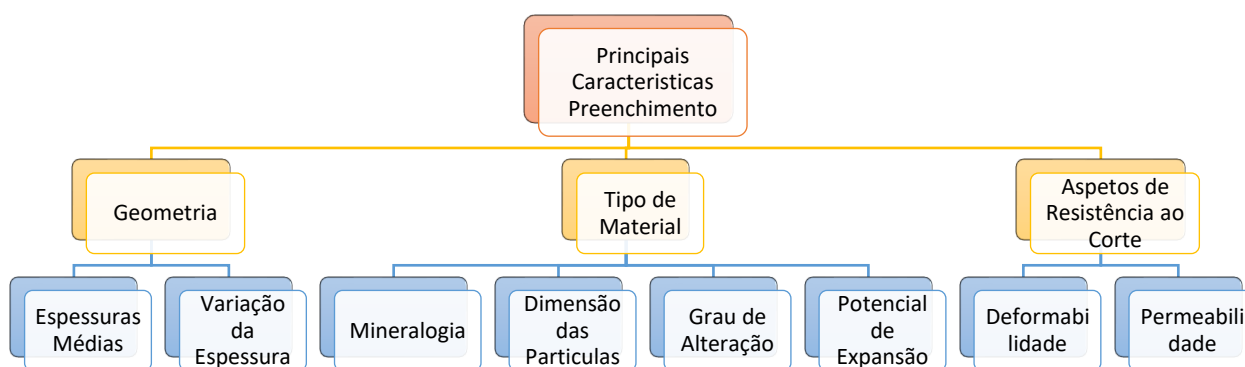 Principais
Caracteristicas
Preenchimento
Geometria
Tipo de
Material
Aspetos de
Resistência ao
Corte
Espessuras
Médias
Variação
da
Espessura
Mineralogia
Dimensão
das
Particulas
Grau de
Alteração
Potencial
de
Expansão
Deformabi
lidade
Permeabili
dade